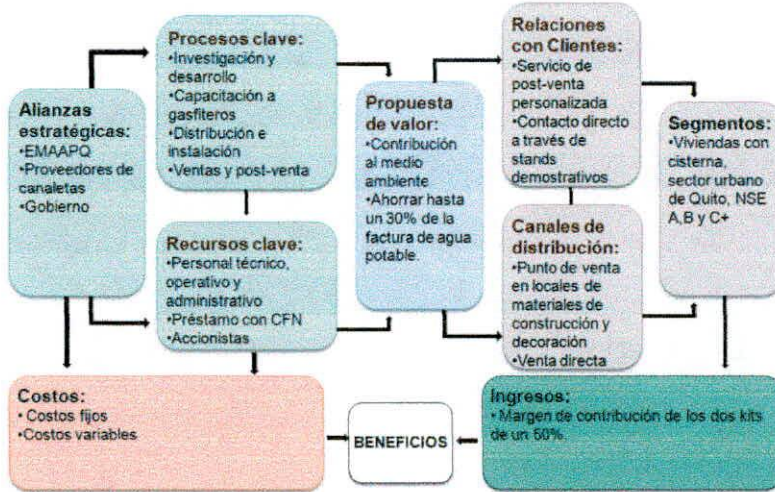 Alianzas
estratégicas:
•EMAAPQ
•Proveedores de
canaletas
•Gobierno
Procesos clave:
•Investigación y
desarrollo
•Capacitación a
gasfiteros
•Distribución e
instalación
•Ventas y post-venta
Recursos clave:
•Personal técnico,
operativo y
administrativo
•Préstamo con CFN
•Accionistas
Propuesta
de valor:
•Contribución
al medio
ambiente
•Ahorrar hasta
un 30% de la
factura de agua
potable.
Relaciones
con Clientes:
•Servicio de
post-venta
personalizada
•Contacto directo
a través de
stands
demostrativos
Canales de
distribución:
•Punto de venta
en locales de
materiales de
construcción y
decoración
•Venta directa
Segmentos:
•Viviendas con
cisterna,
sector urbano
de Quito, NSE
A,B y C+
Costos:
• Costos fijos
•Costos variables
BENEFICIOS
Ingresos:
• Margen de contribución de los dos kits
de un 50%.